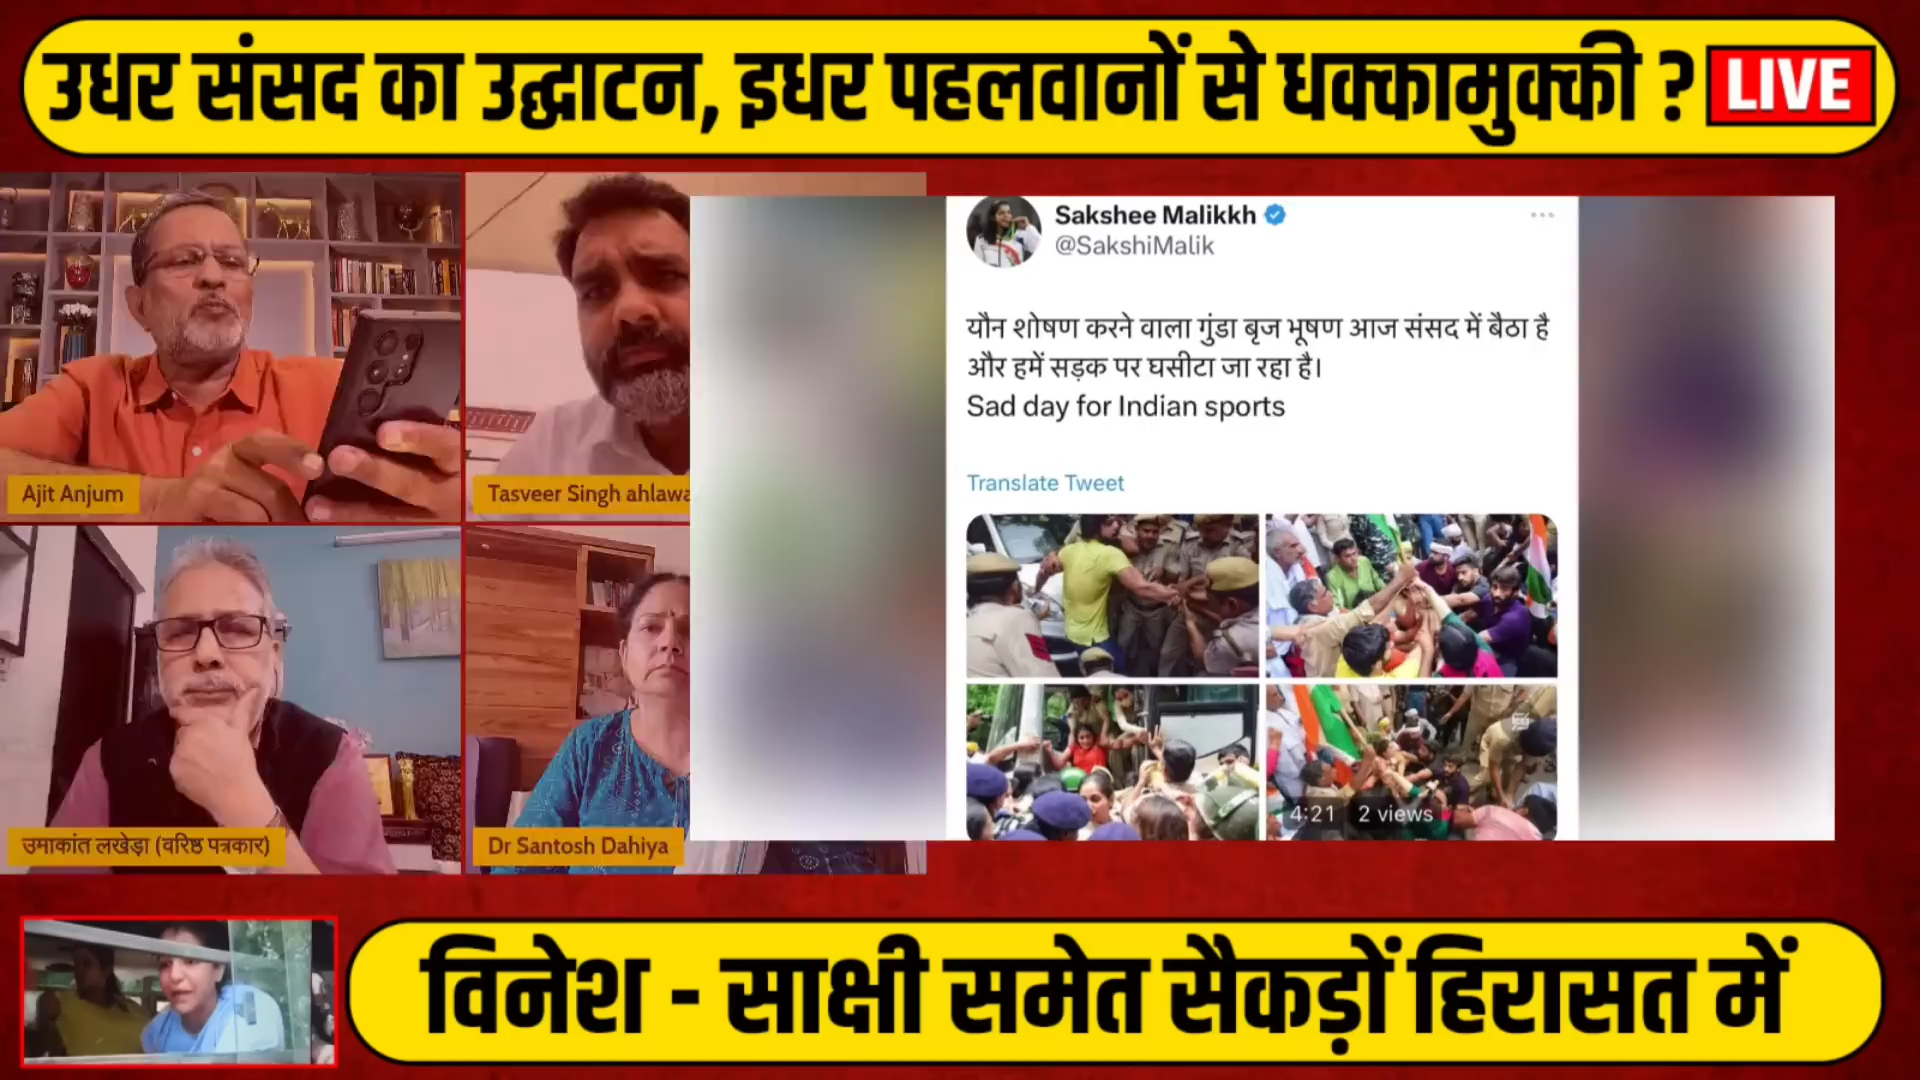 उधर संसद का उद्घाटन, इधर पहलवानों से धक्कामुक्की ? LIVE
Ajit Anjum
Tasveer Singh ahlawa
उमाकांत लखेड़ा (वरिष्ठ पत्रकार)
Dr Santosh Dahiya
Sakshee Malikkh
@SakshiMalik
यौन शोषण करने वाला गुंडा बृज भूषण आज संसद में बैठा है
और हमें सड़क पर घसीटा जा रहा है।
Sad day for Indian sports
Translate Tweet
4:21 2 views
विनेश - साक्षी समेत सैकड़ों हिरासत में